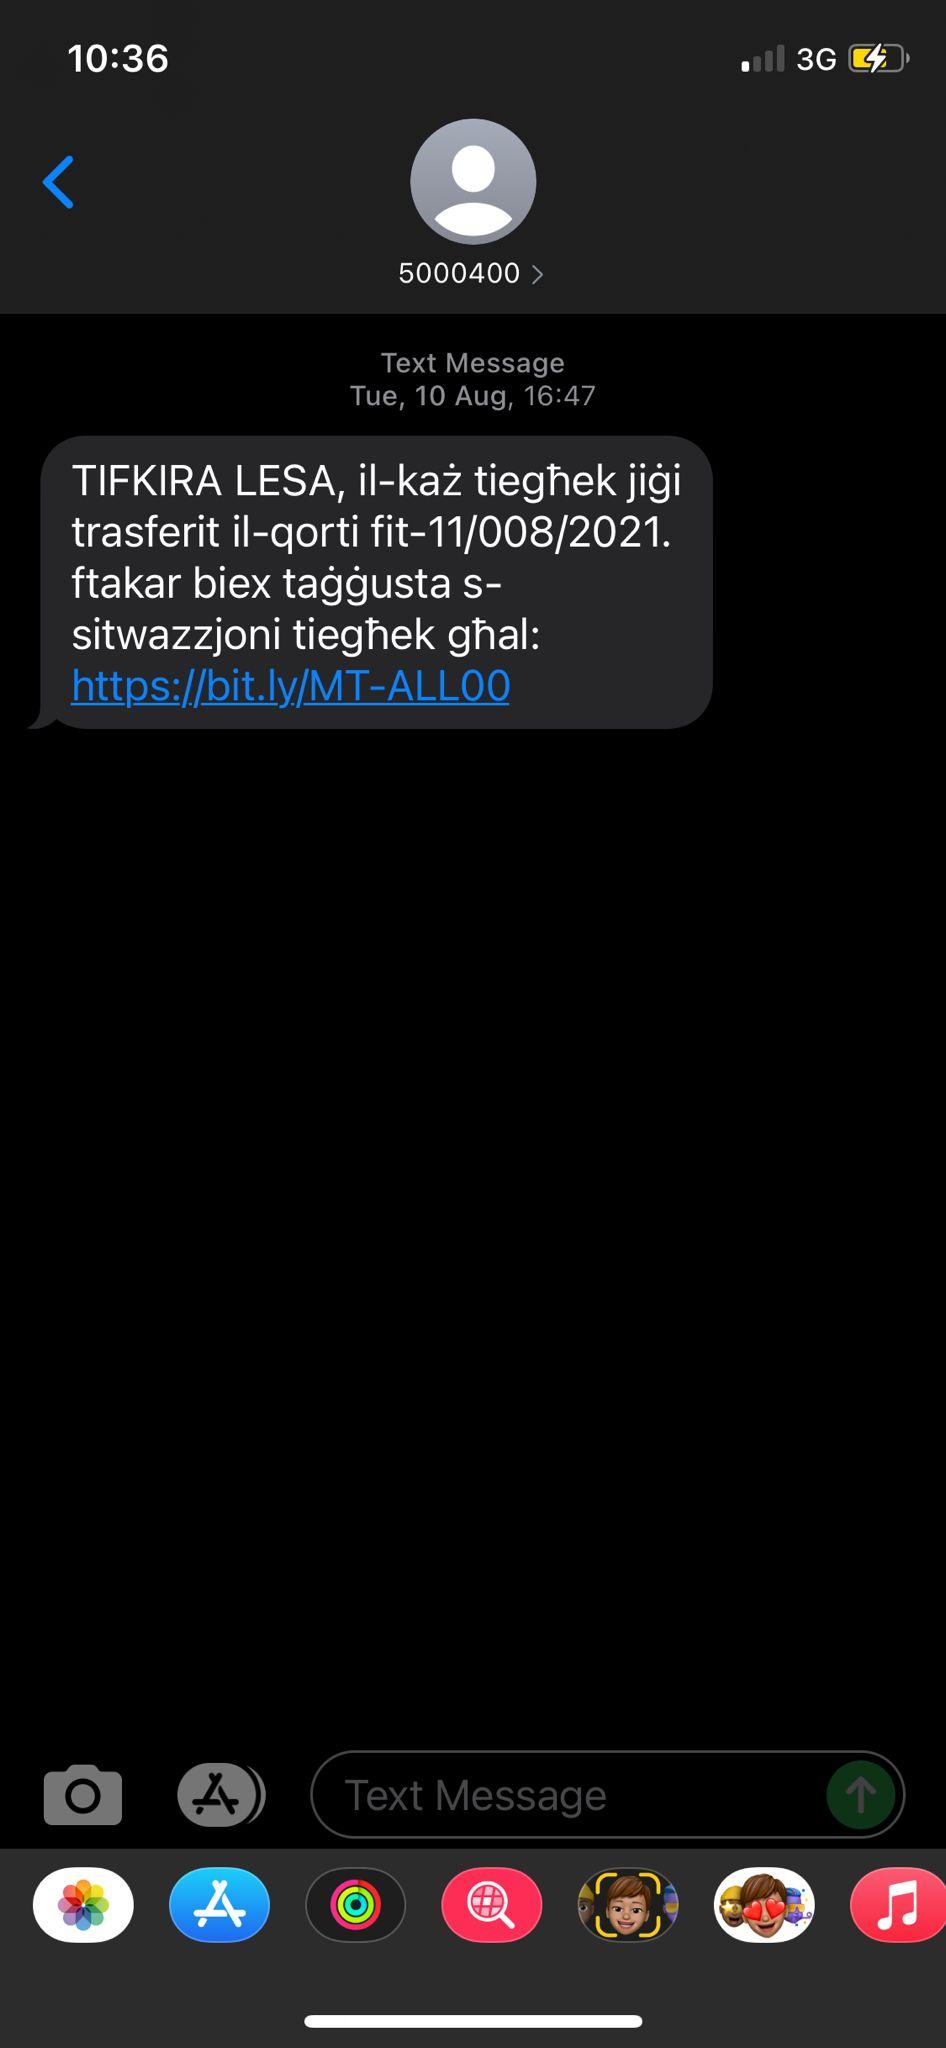 10:36
3G
5000400
Text Message
Tue, 10 Aug, 16:47
TIFKIRA LESA, il-każ tiegħek jiġi
trasferit il-qorti fit-11/008/2021.
ftakar biex taġġusta s-
sitwazzjoni tiegħek għal:
https://bit.ly/MT-ALL00
Text Message